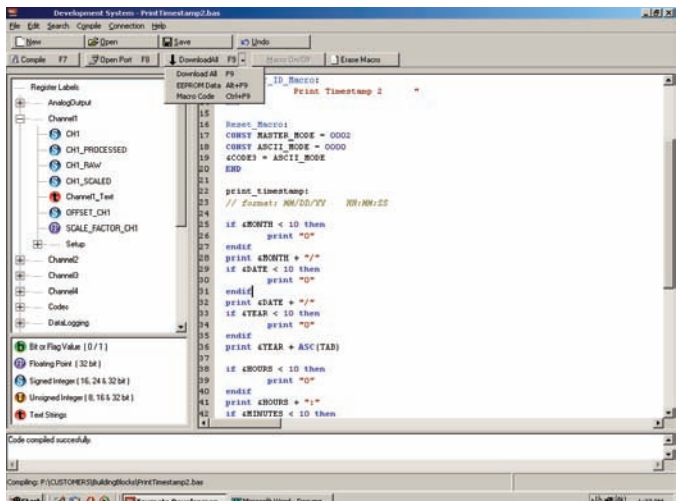 Development System - PrintTimestamp2.bas
File Edit Search Compile Connection Help
New Open Save Undo
Compile F7 Open Port F8 DownloadAll F9 Macro On/Off Erase Macro
Download All F9
EEPROM Data Alt+F9
Macro Code Ctrl+F9
Register Labels
AnalogOutput
Channel1
CH1
CH1_PROCESSED
CH1_RAW
CH1_SCALED
Channel1_Text
OFFSET_CH1
SCALE_FACTOR_CH1
Setup
Channel2
Channel3
Channel4
Codes
DataLogging
Bit or Flag Value ( 0 / 1 )
Floating Point ( 32 bit )
Signed Integer ( 16, 24 & 32 bit )
Unsigned Integer ( 8, 16 & 32 bit )
Text Strings
_ID_Macro:
Print Timestamp 2 "
15
16 Reset_Macro:
17 CONST MASTER_MODE = 0002
18 CONST ASCII_MODE = 0000
19 &CODE3 = ASCII_MODE
20 END
21
22 print_timestamp:
23 // format: MM/DD/YY HH:MM:SS
24
25 if &MONTH < 10 then
26 print "0"
27 endif
28 print &MONTH + "/"
29 if &DATE < 10 then
30 print "0"
31 endif
32 print &DATE + "/"
33 if &YEAR < 10 then
34 print "0"
35 endif
36 print &YEAR + ASC(TAB)
37
38 if &HOURS < 10 then
39 print "0"
40 endif
41 print &HOURS + ":"
42 if &MINUTES < 10 then
Code compiled succesfully.
Compiling: P:\CUSTOMERS\BuildingBlocks\PrintTimestamp2.bas